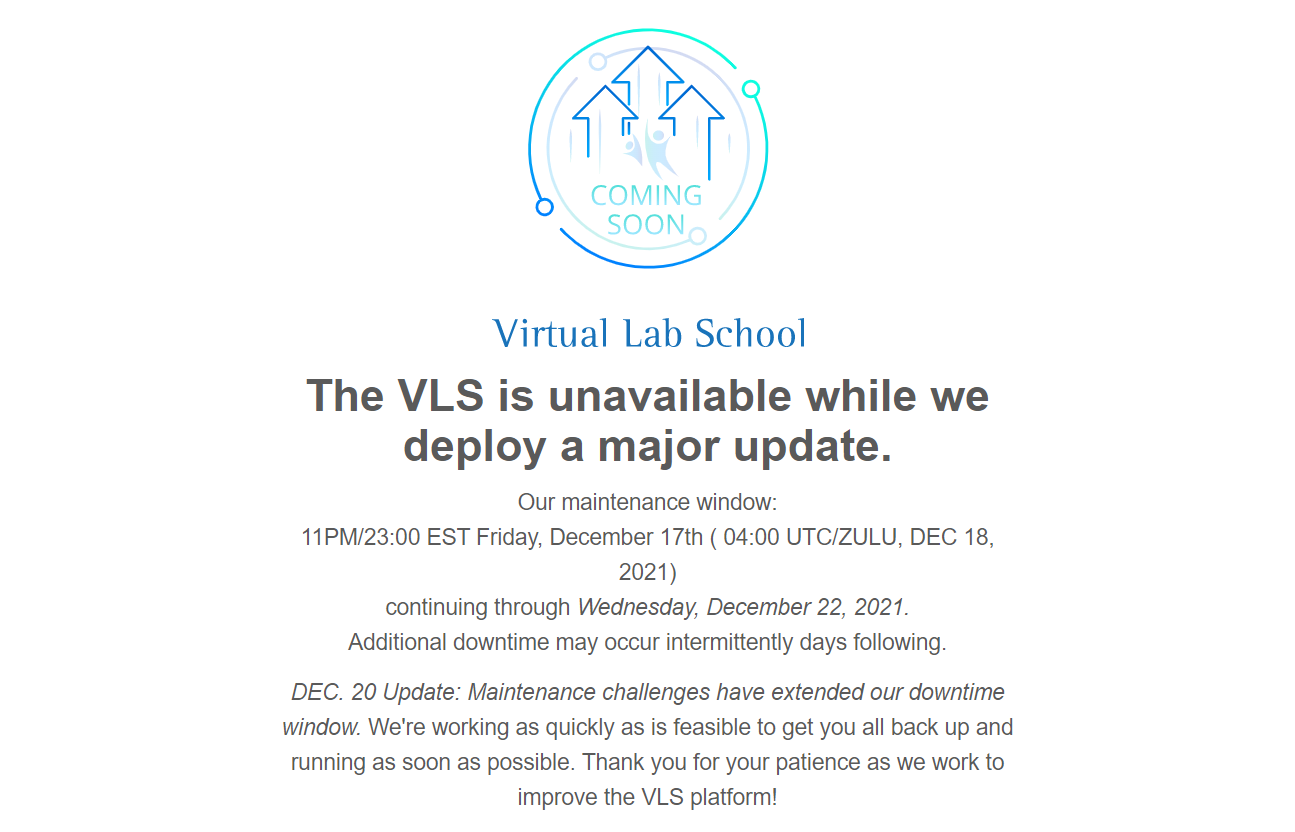 COMING
SOON
Virtual Lab School
The VLS is unavailable while we
deploy a major update.
Our maintenance window:
11PM/23:00 EST Friday, December 17th ( 04:00 UTC/ZULU, DEC 18,
2021)
continuing through Wednesday, December 22, 2021.
Additional downtime may occur intermittently days following.
DEC. 20 Update: Maintenance challenges have extended our downtime
window. We're working as quickly as is feasible to get you all back up and
running as soon as possible. Thank you for your patience as we work to
improve the VLS platform!